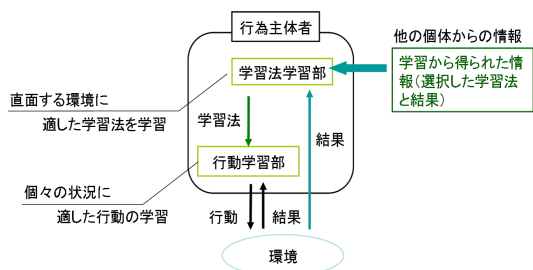 行為主体者
他の個体からの情報
学習法学習部
学習から得られた情
報（選択した学習法
と結果）
直面する環境に
適した学習法を学習
学習法
結果
行動学習部
個々の状況に
適した行動の学習
行動
結果
環境